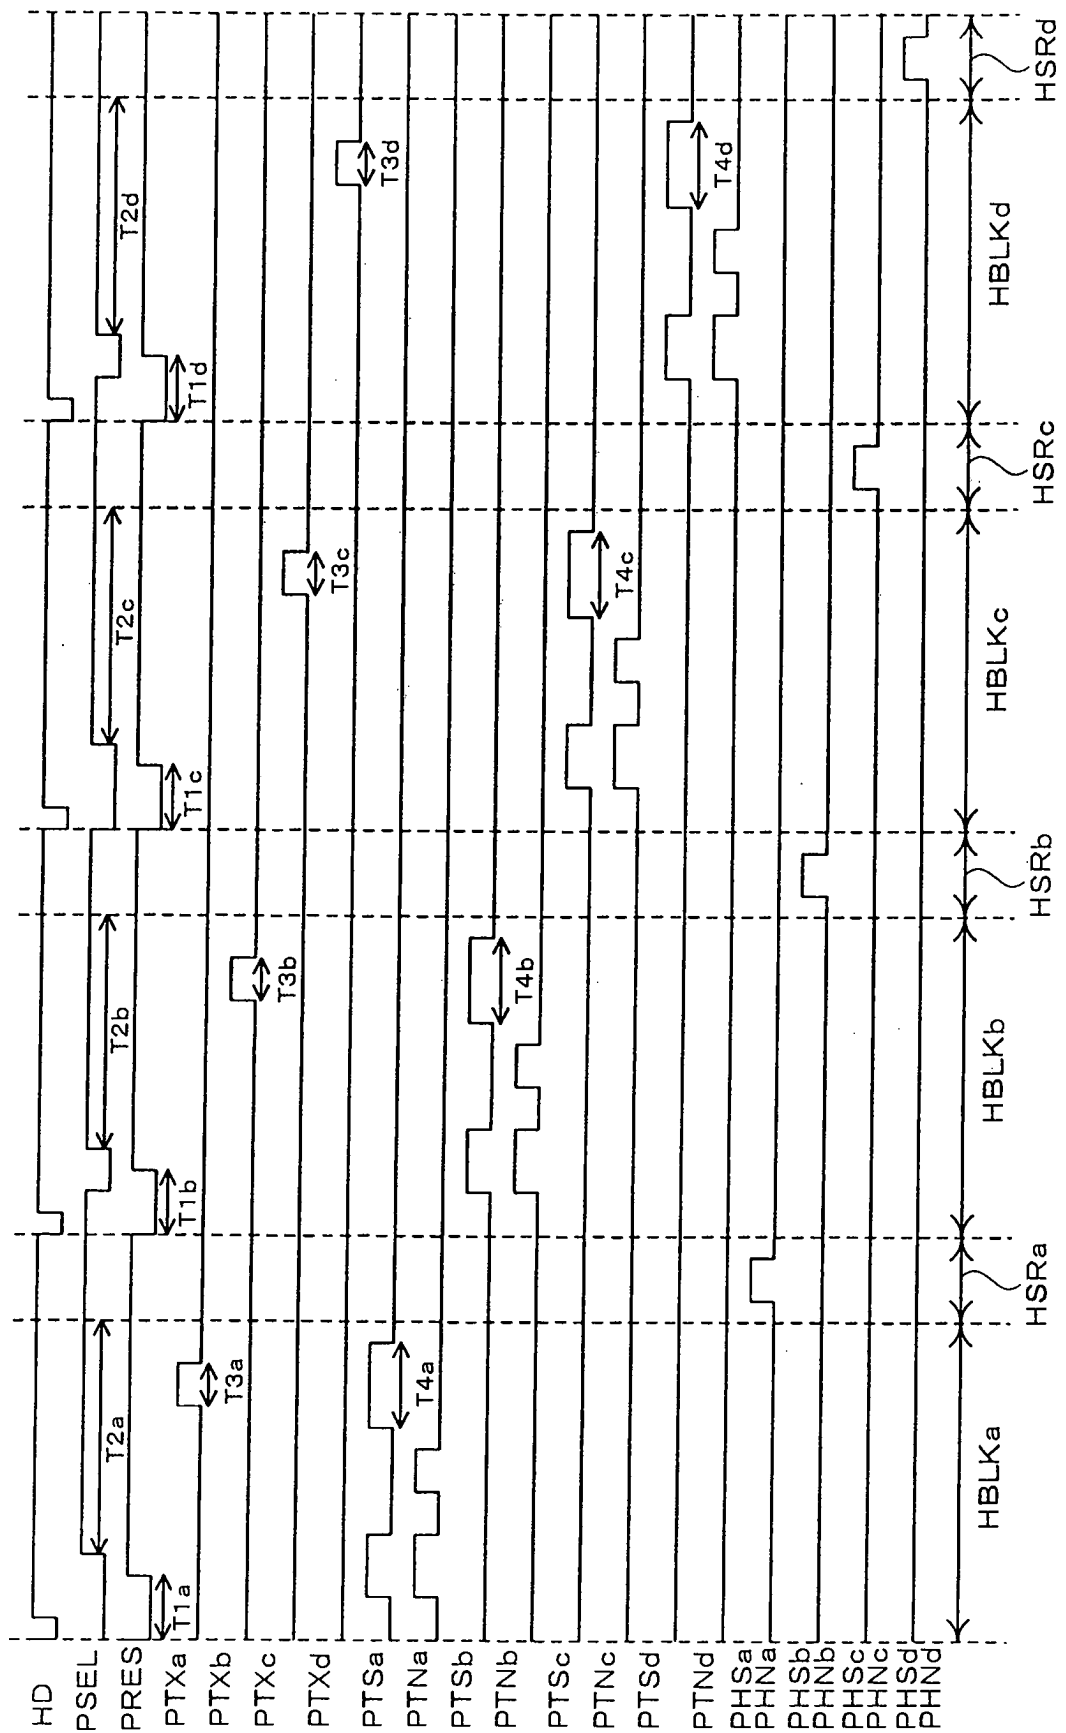 HD
PSEL
PRES
PTXa
PTXb
PTXc
PTXd
PTSa
PTNa
PTSb
PTNb
PTSc
PTNc
PTSd
PTNd
PHSa
PHNa
PHSb
PHNb
PHSc
PHNc
PHSd
PHNd
T1a
T2a
T3a
T4a
HBLKa
HSRa
T1b
T2b
T3b
T4b
HBLKb
HSRb
T1c
T2c
T3c
T4c
HBLKc
HSRc
T1d
T2d
T3d
T4d
HBLKd
HSRd